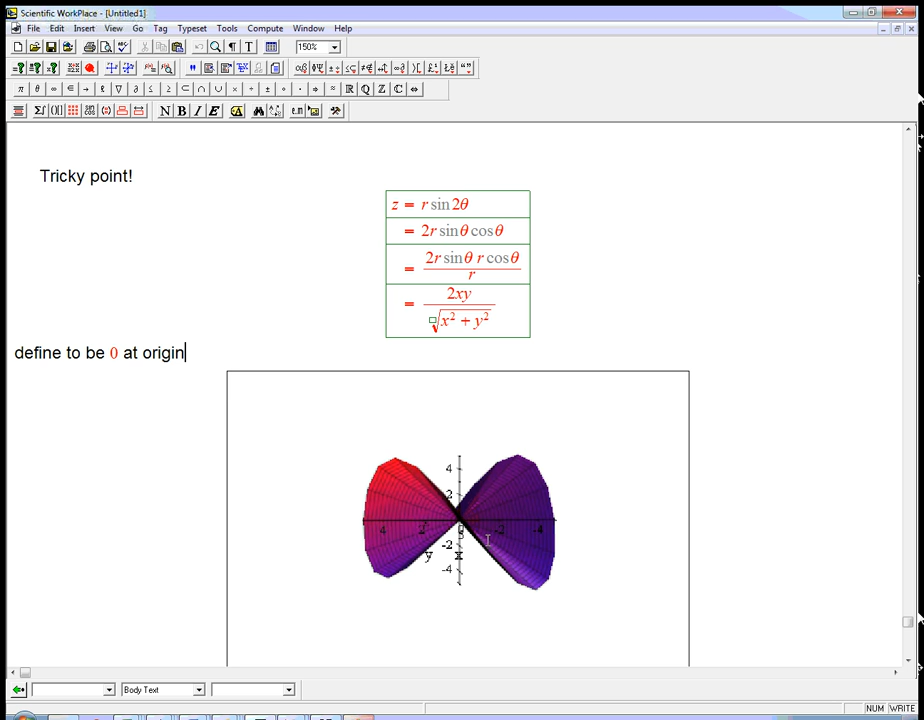 Scientific WorkPlace - [Untitled1]
File Edit Insert View Go Tag Typeset Tools Compute Window Help
150%
N B I E
Tricky point!
z = r sin 2θ
= 2r sin θ cos θ
= 2r sin θ r cos θ / r
= 2xy / √(x² + y²)
define to be 0 at origin
4
2
4 2 0 -2 -4
-2
y x
-4
Body Text
NUM WRITE